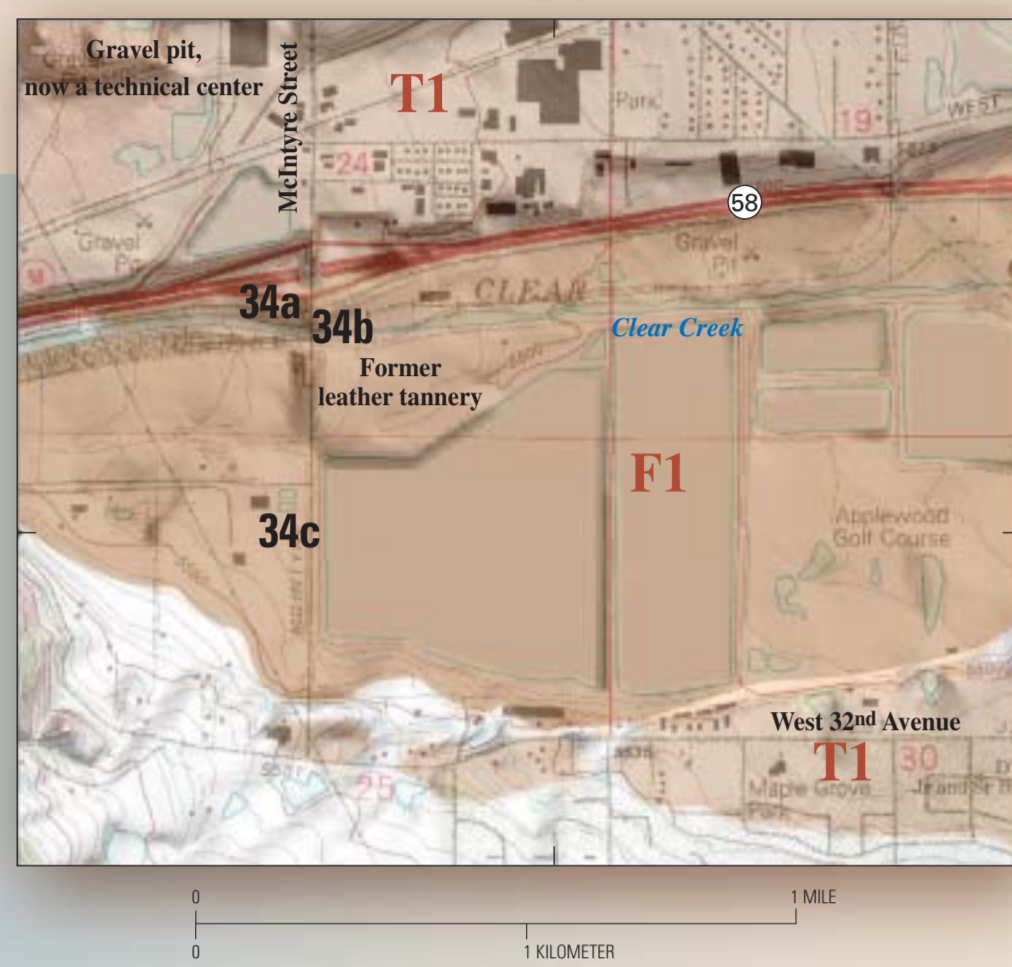 Gravel pit,
now a technical center
McIntyre Street
T1
Park
19
WEST
24
58
Gravel
Pit
Gravel
Pit
CLEAR
34a
34b
Clear Creek
Former
leather tannery
F1
34c
Applewood
Golf Course
West 32nd Avenue
T1
30
25
Maple Grove
Park
0
1 MILE
0
1 KILOMETER